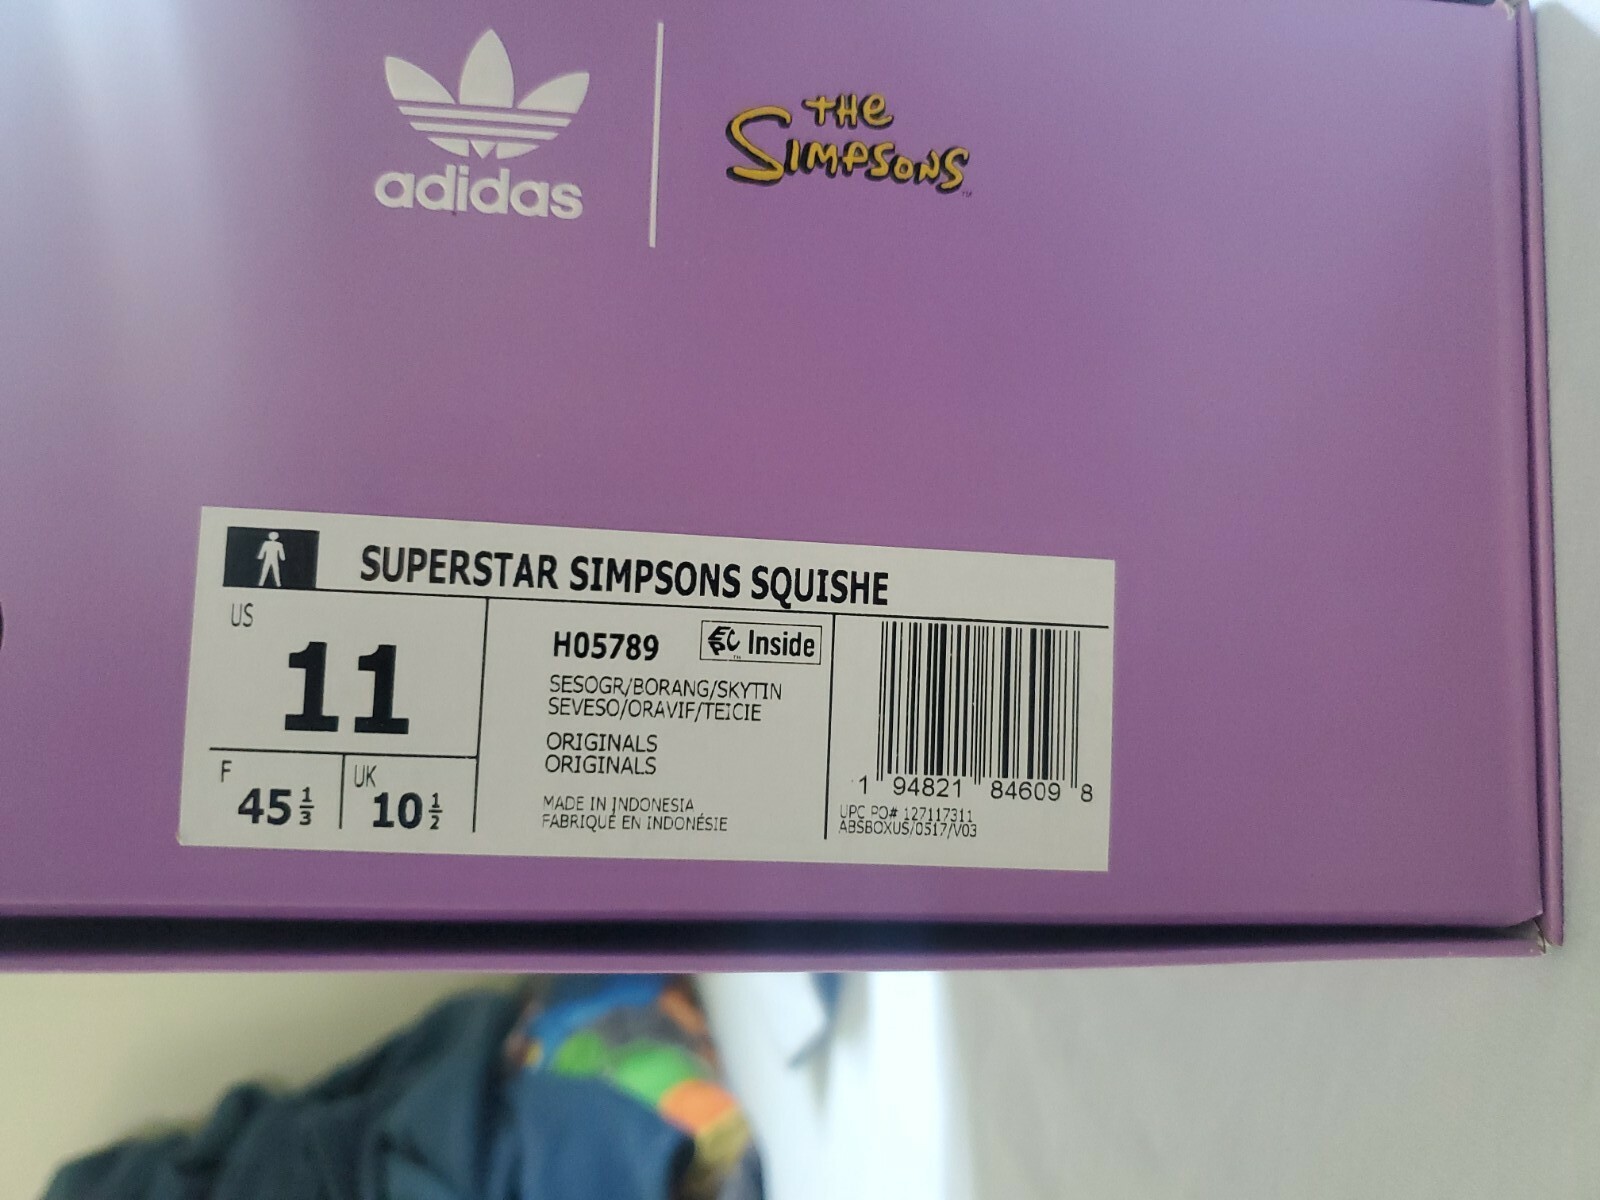 adidas
THE
SIMPSONS
™
SUPERSTAR SIMPSONS SQUISHE
US
11
F
45 1/3
UK
10 1/2
H05789
Inside
SESOGR/BORANG/SKYTIN
SEVESO/ORAVIF/TEICIE
ORIGINALS
ORIGINALS
MADE IN INDONESIA
FABRIQUÉ EN INDONÉSIE
1 94821 84609 8
UPC PO# 127117311
ABSBOXUS/0517/V03